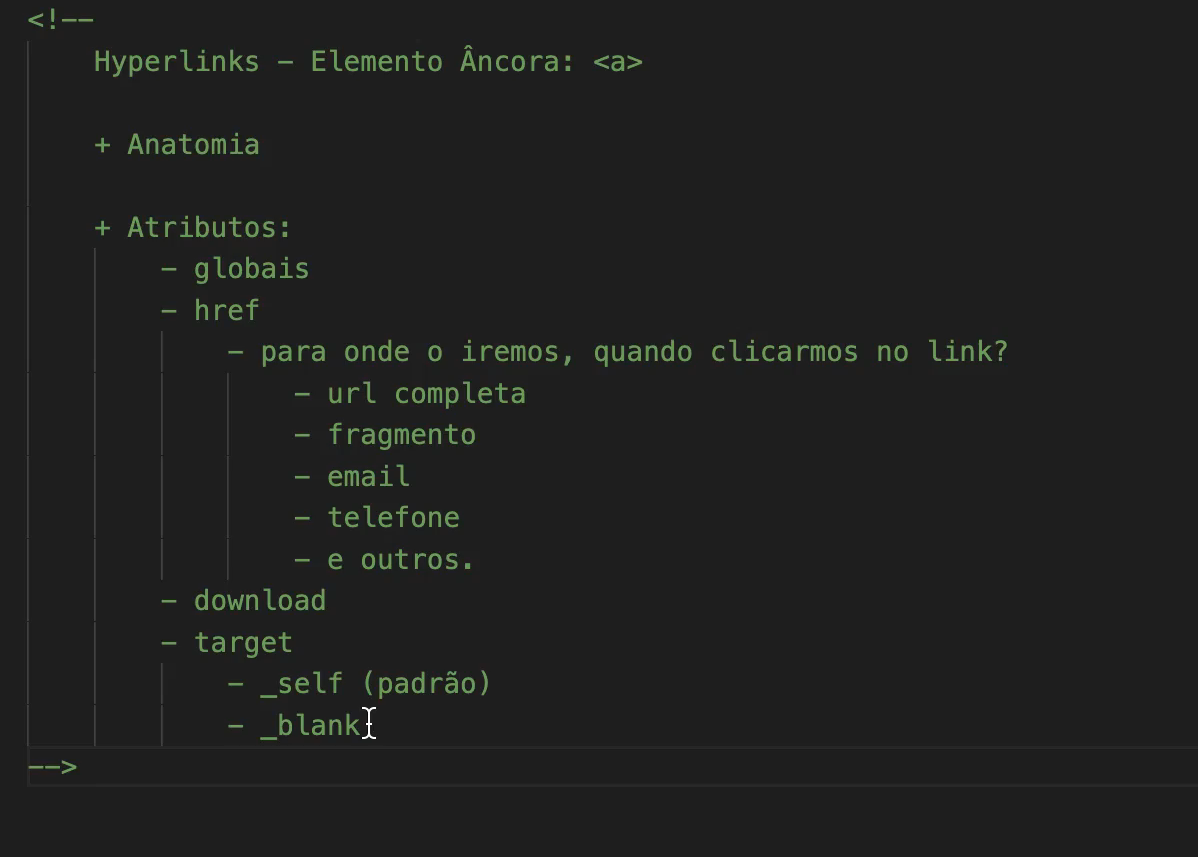 <!--
Hyperlinks - Elemento Âncora: <a>
+ Anatomia
+ Atributos:
- globais
- href
- para onde o iremos, quando clicarmos no link?
- url completa
- fragmento
- email
- telefone
- e outros.
- download
- target
- _self (padrão)
- _blank
-->